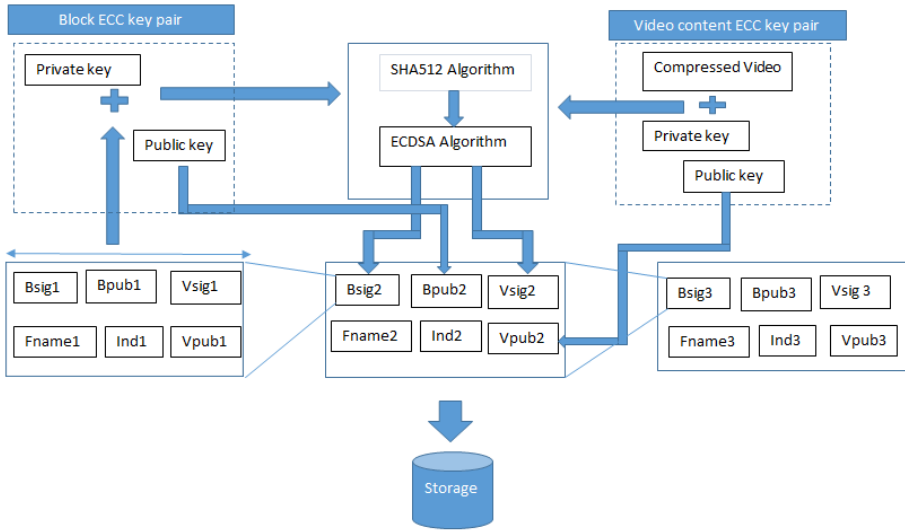 Block ECC key pair
Video content ECC key pair
Private key
SHA512 Algorithm
Compressed Video
Public key
ECDSA Algorithm
Private key
Public key
Bsig1
Bpub1
Vsig1
Bsig2
Bpub2
Vsig2
Bsig3
Bpub3
Vsig 3
Fname1
Ind1
Vpub1
Fname2
Ind2
Vpub2
Fname3
Ind3
Vpub3
Storage